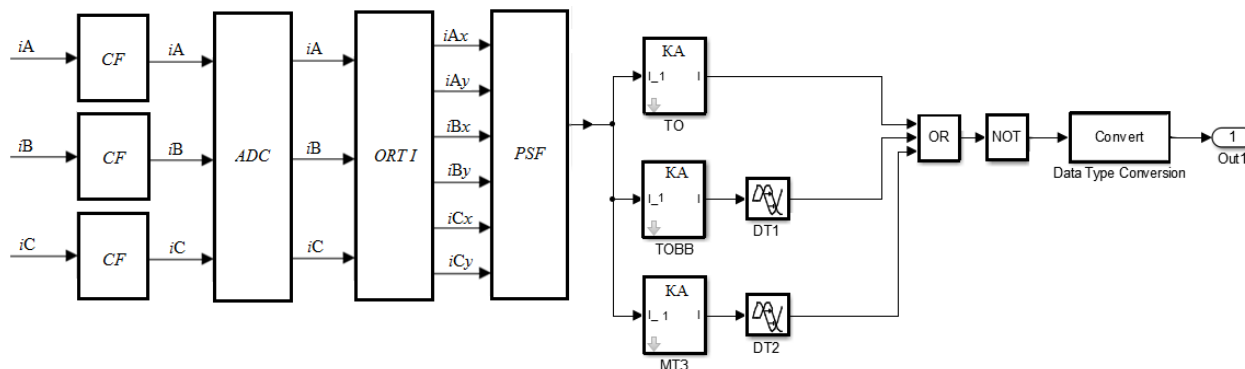 iA
CF
iA
iB
CF
iB
iC
CF
iC
ADC
iA
iB
iC
ORT I
iAx
iAy
iBx
iBy
iCx
iCy
PSF
KA
I_1 I
TO
KA
I_1 I
TOBB
KA
I_1 I
МТЗ
DT1
DT2
OR
NOT
Convert
Data Type Conversion
1
Out1